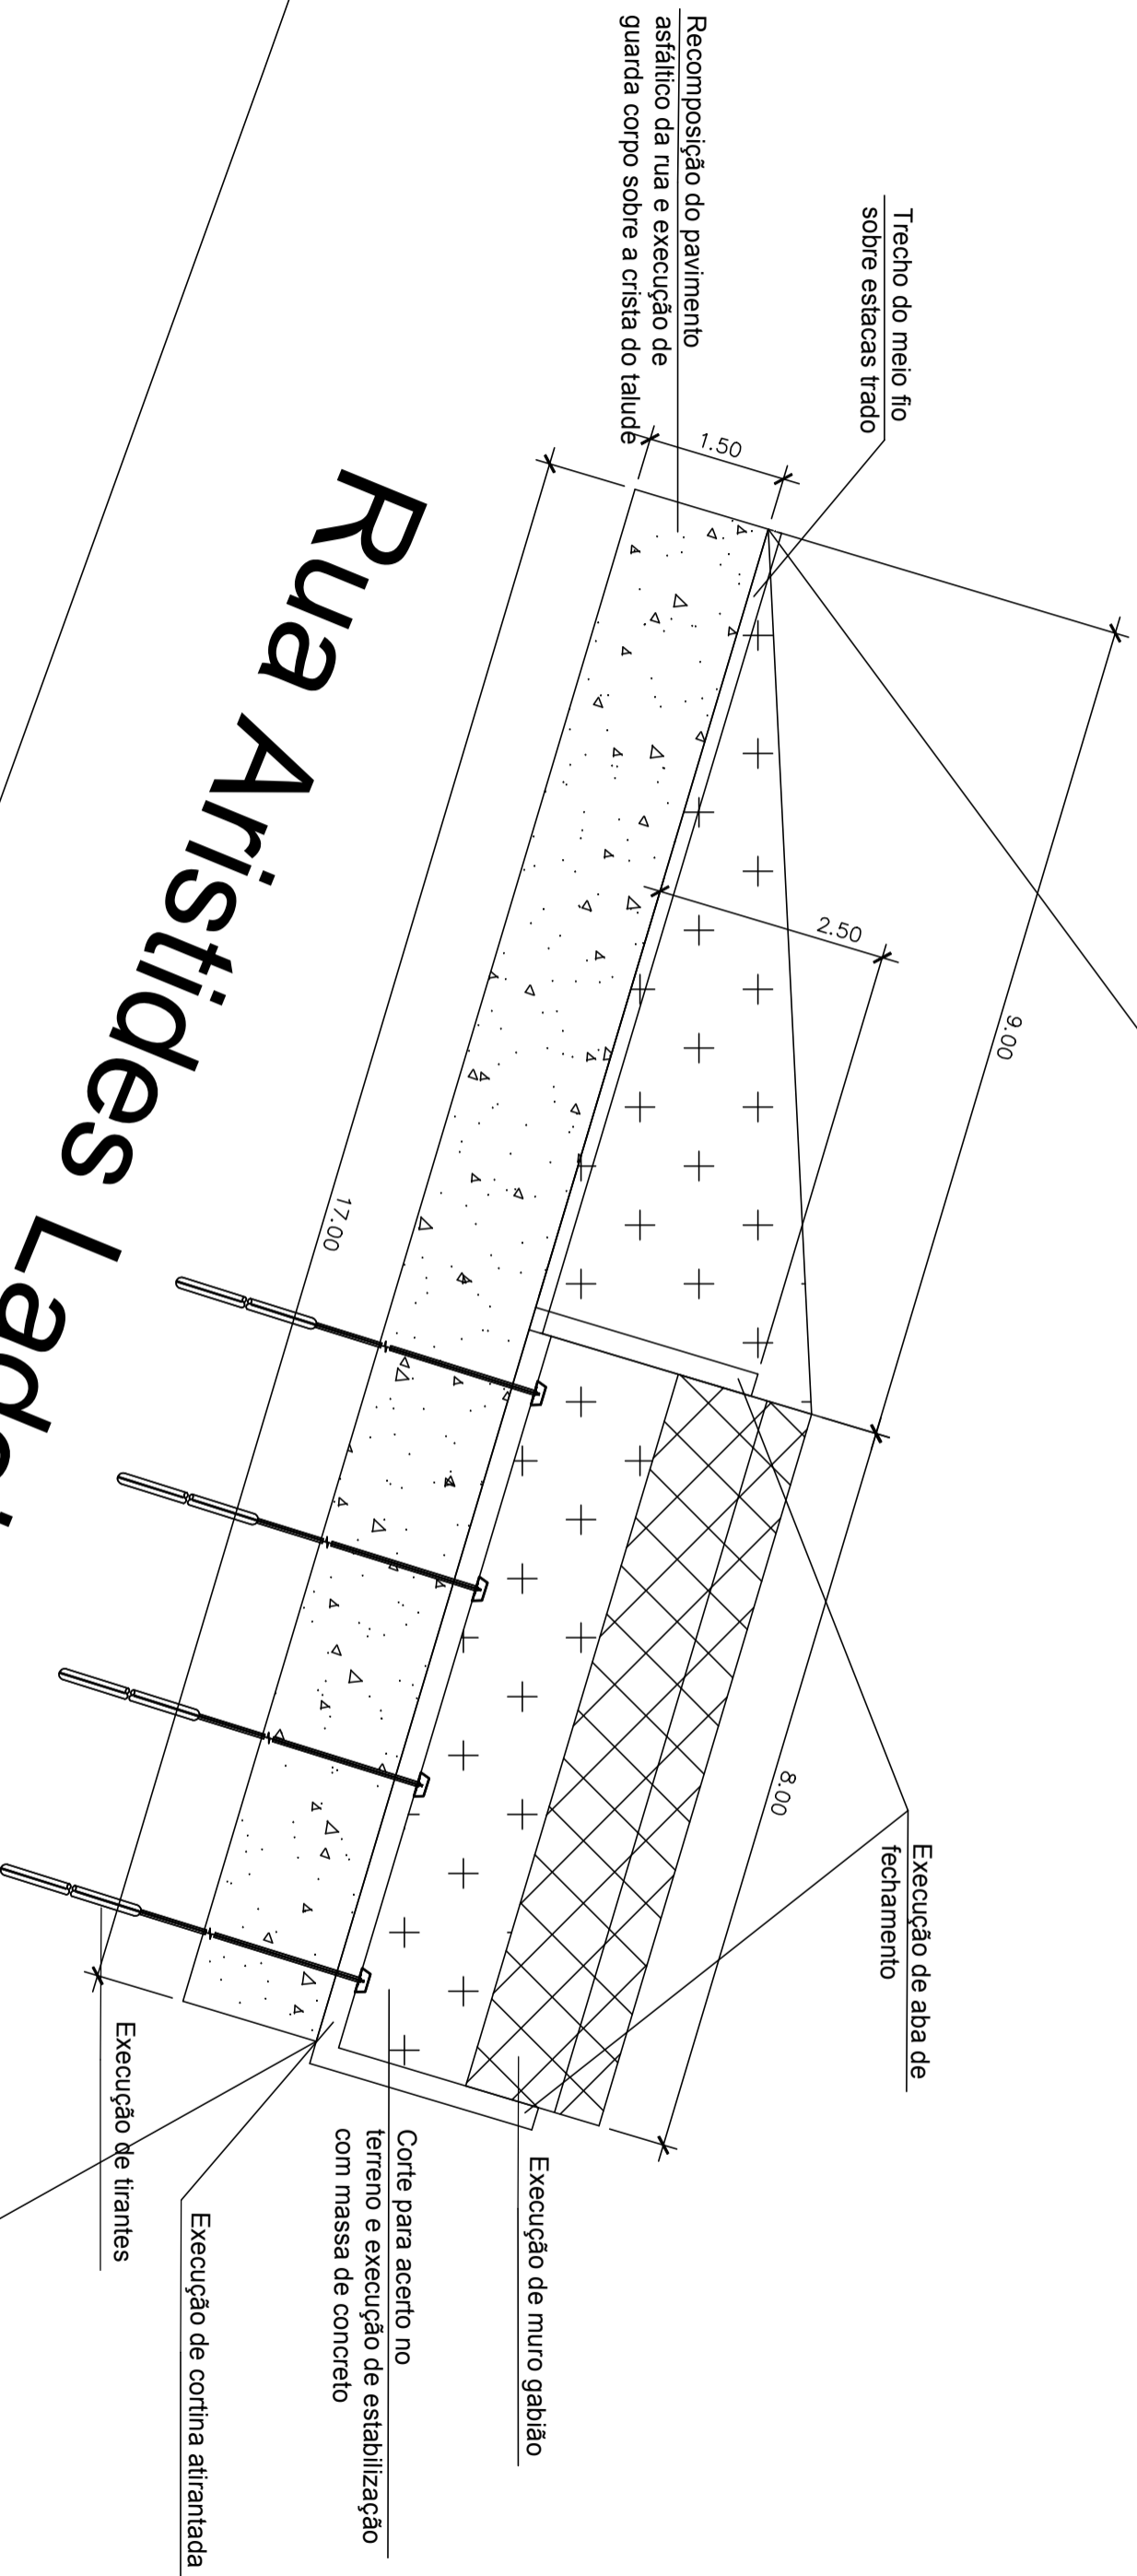 Recomposição do pavimento
asfáltico da rua e execução de
guarda corpo sobre a crista do talude
Trecho do meio fio
sobre estacas trado
1.50
2.50
9.00
17.00
8.00
Rua Aristides
Execução de aba de
fechamento
Execução de muro gabião
Corte para acerto no
terreno e execução de estabilização
com massa de concreto
Execução de cortina atirantada
Execução de tirantes